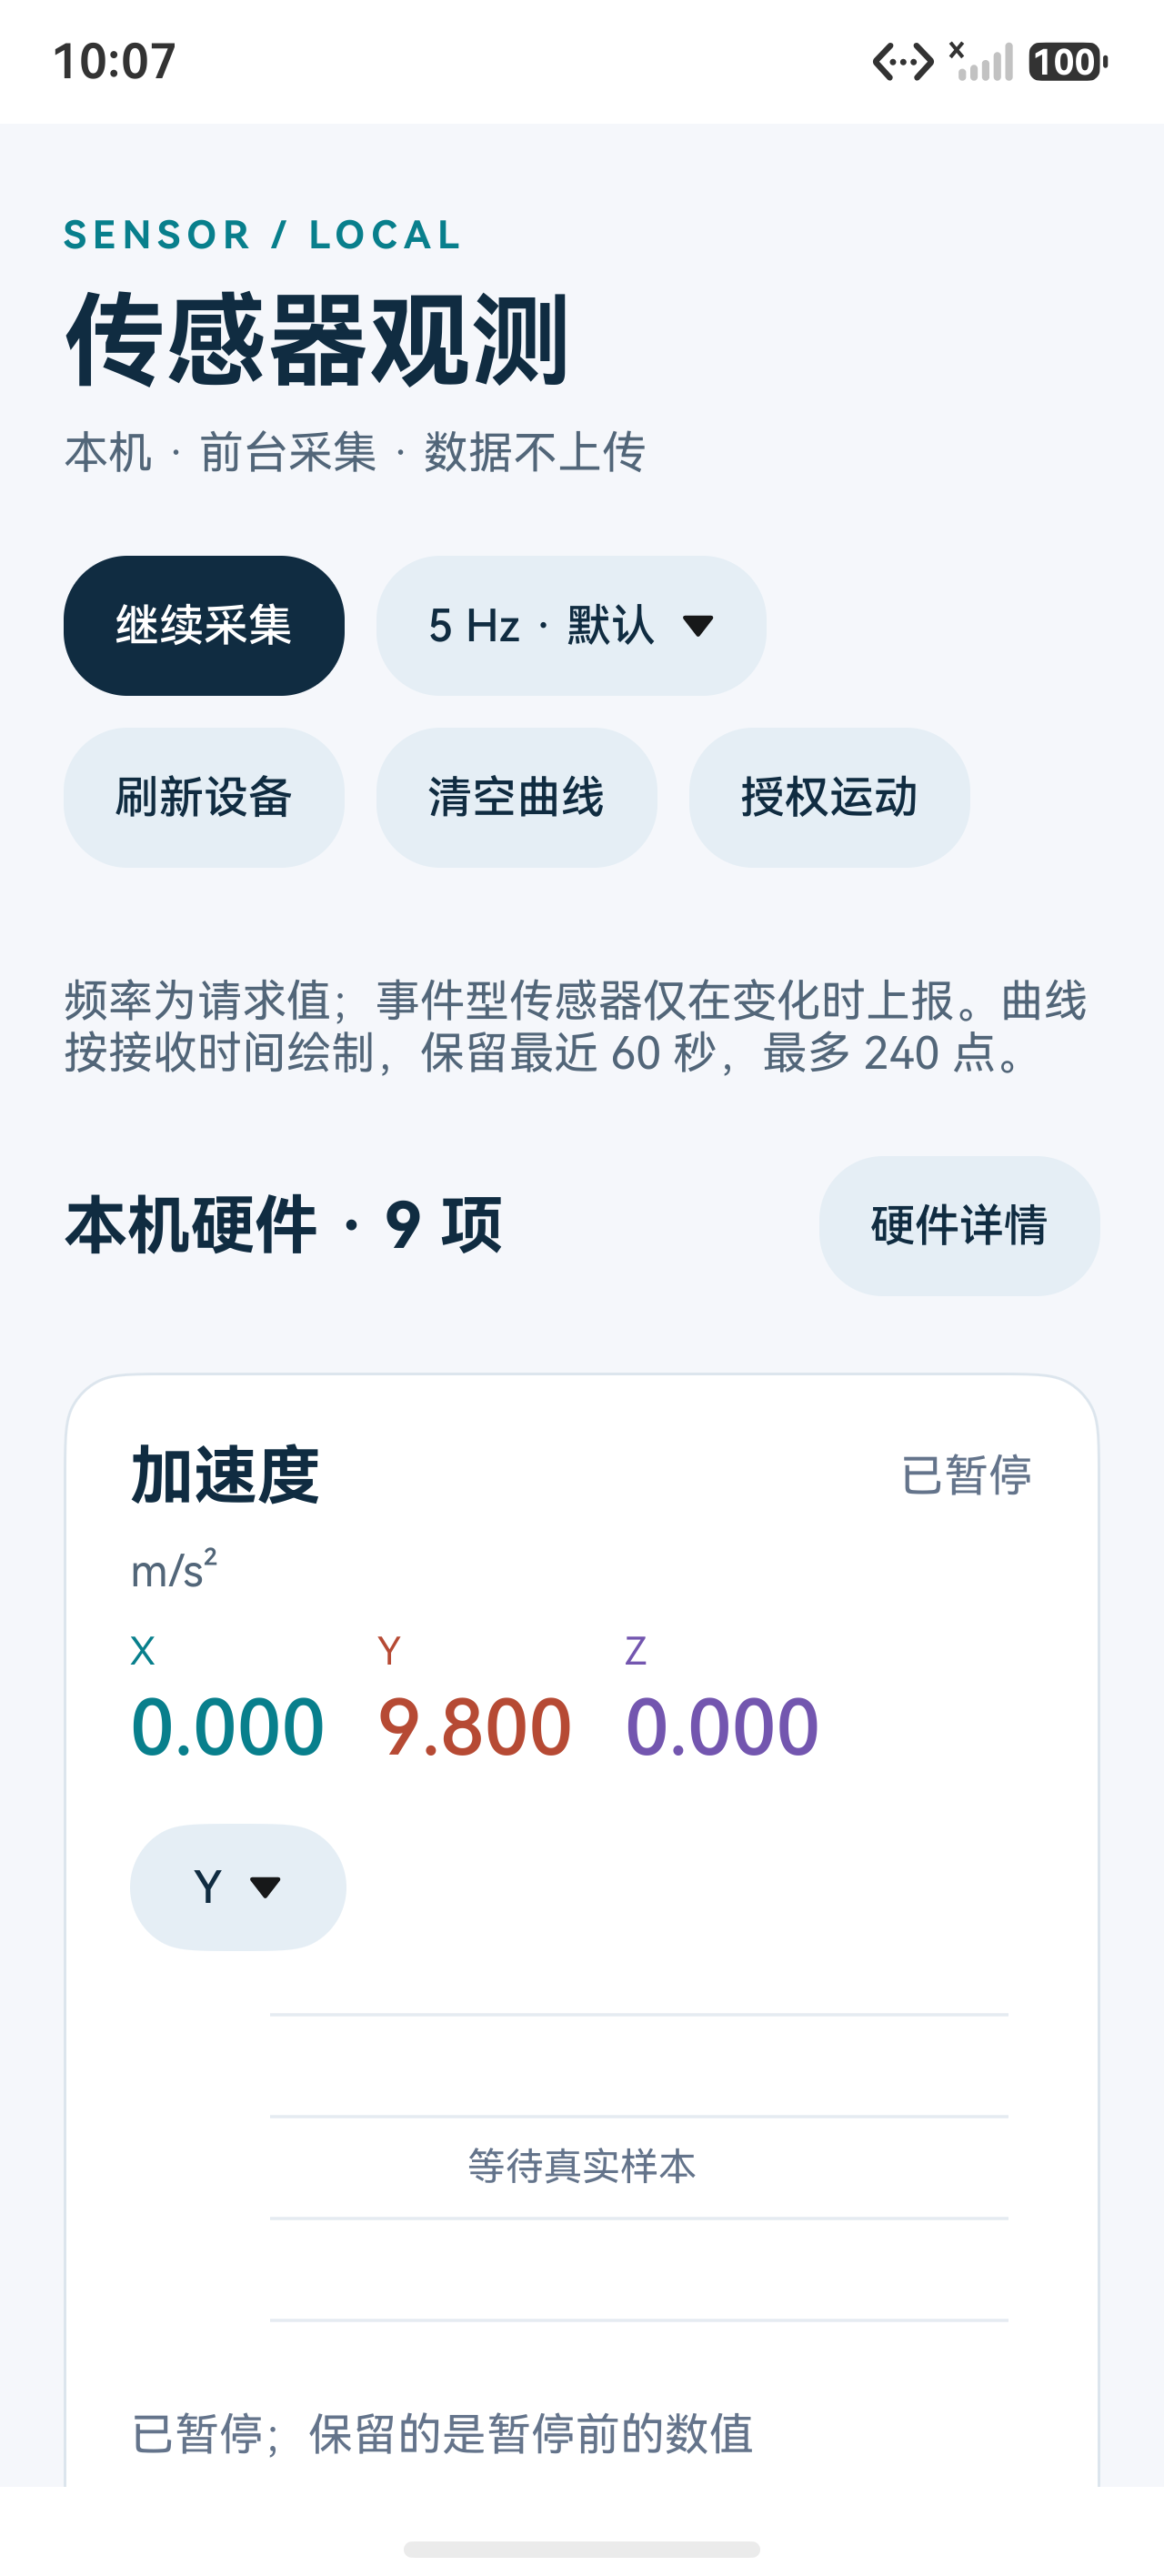 10:07
100
SENSOR / LOCAL
传感器观测
本机 · 前台采集 · 数据不上传
继续采集
5 Hz · 默认
刷新设备
清空曲线
授权运动
频率为请求值；事件型传感器仅在变化时上报。曲线
按接收时间绘制，保留最近 60 秒，最多 240 点。
本机硬件 · 9 项
硬件详情
加速度
已暂停
m/s²
X Y Z
0.000 9.800 0.000
Y
等待真实样本
已暂停；保留的是暂停前的数值